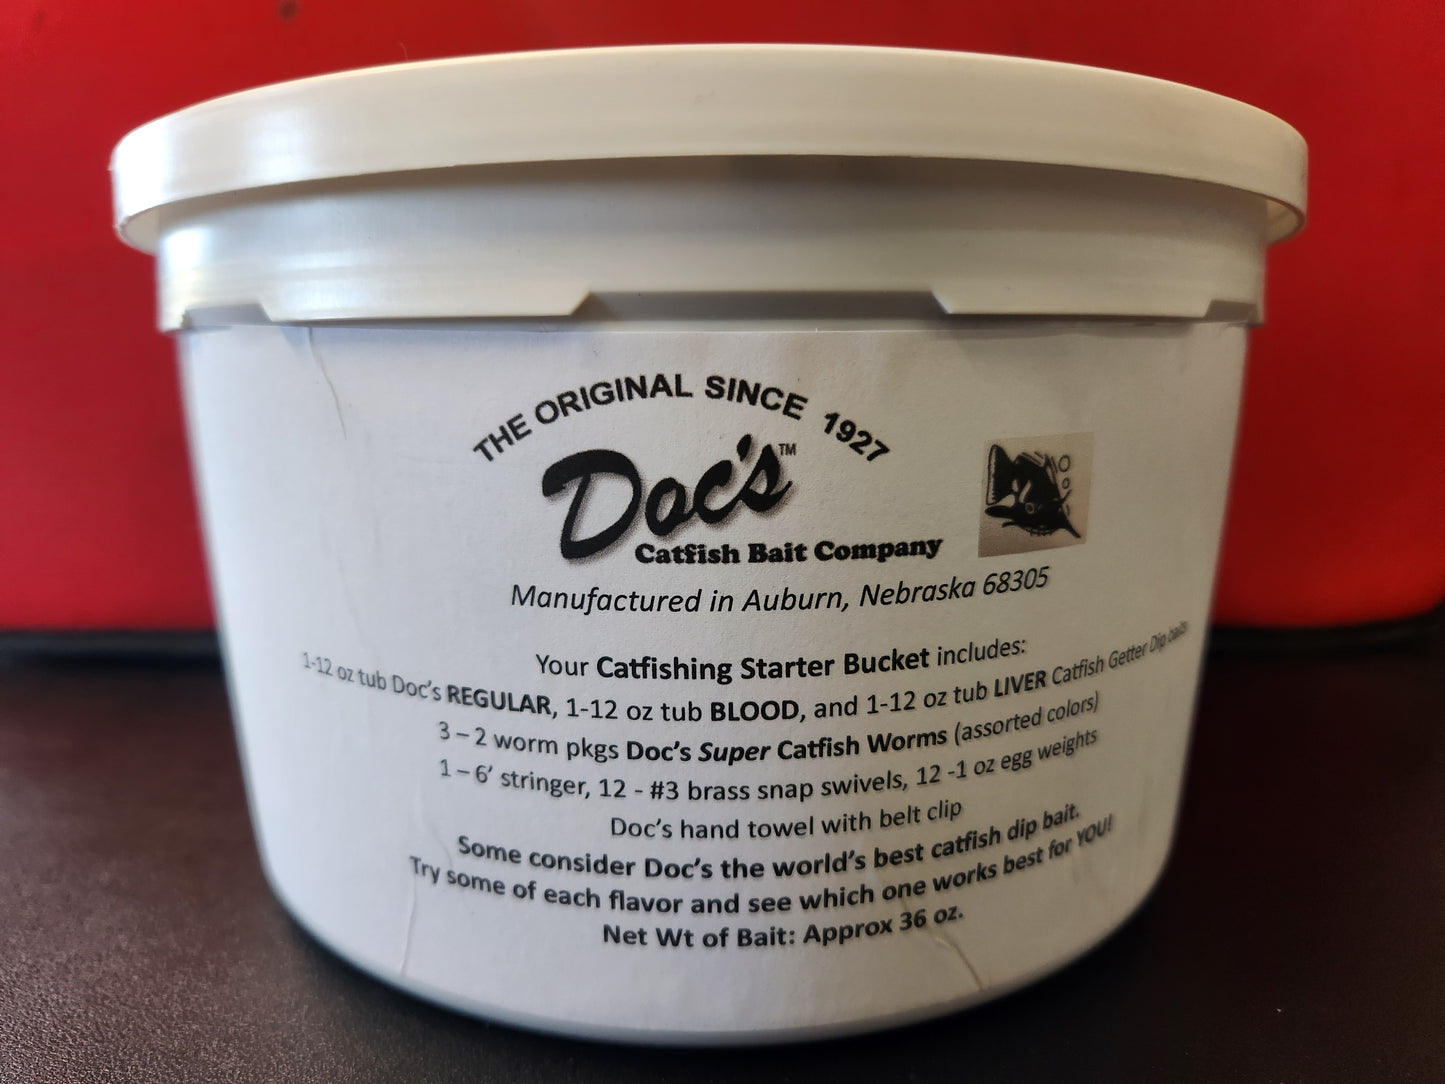 THE ORIGINAL SINCE 1927
Doc's™
Catfish Bait Company
Manufactured in Auburn, Nebraska 68305
Your Catfishing Starter Bucket includes:
1-12 oz tub Doc's REGULAR, 1-12 oz tub BLOOD, and 1-12 oz tub LIVER Catfish Getter Dip baits
3 – 2 worm pkgs Doc's Super Catfish Worms (assorted colors)
1 – 6' stringer, 12 - #3 brass snap swivels, 12 -1 oz egg weights
Doc's hand towel with belt clip
Some consider Doc's the world's best catfish dip bait.
Try some of each flavor and see which one works best for YOU!
Net Wt of Bait: Approx 36 oz.